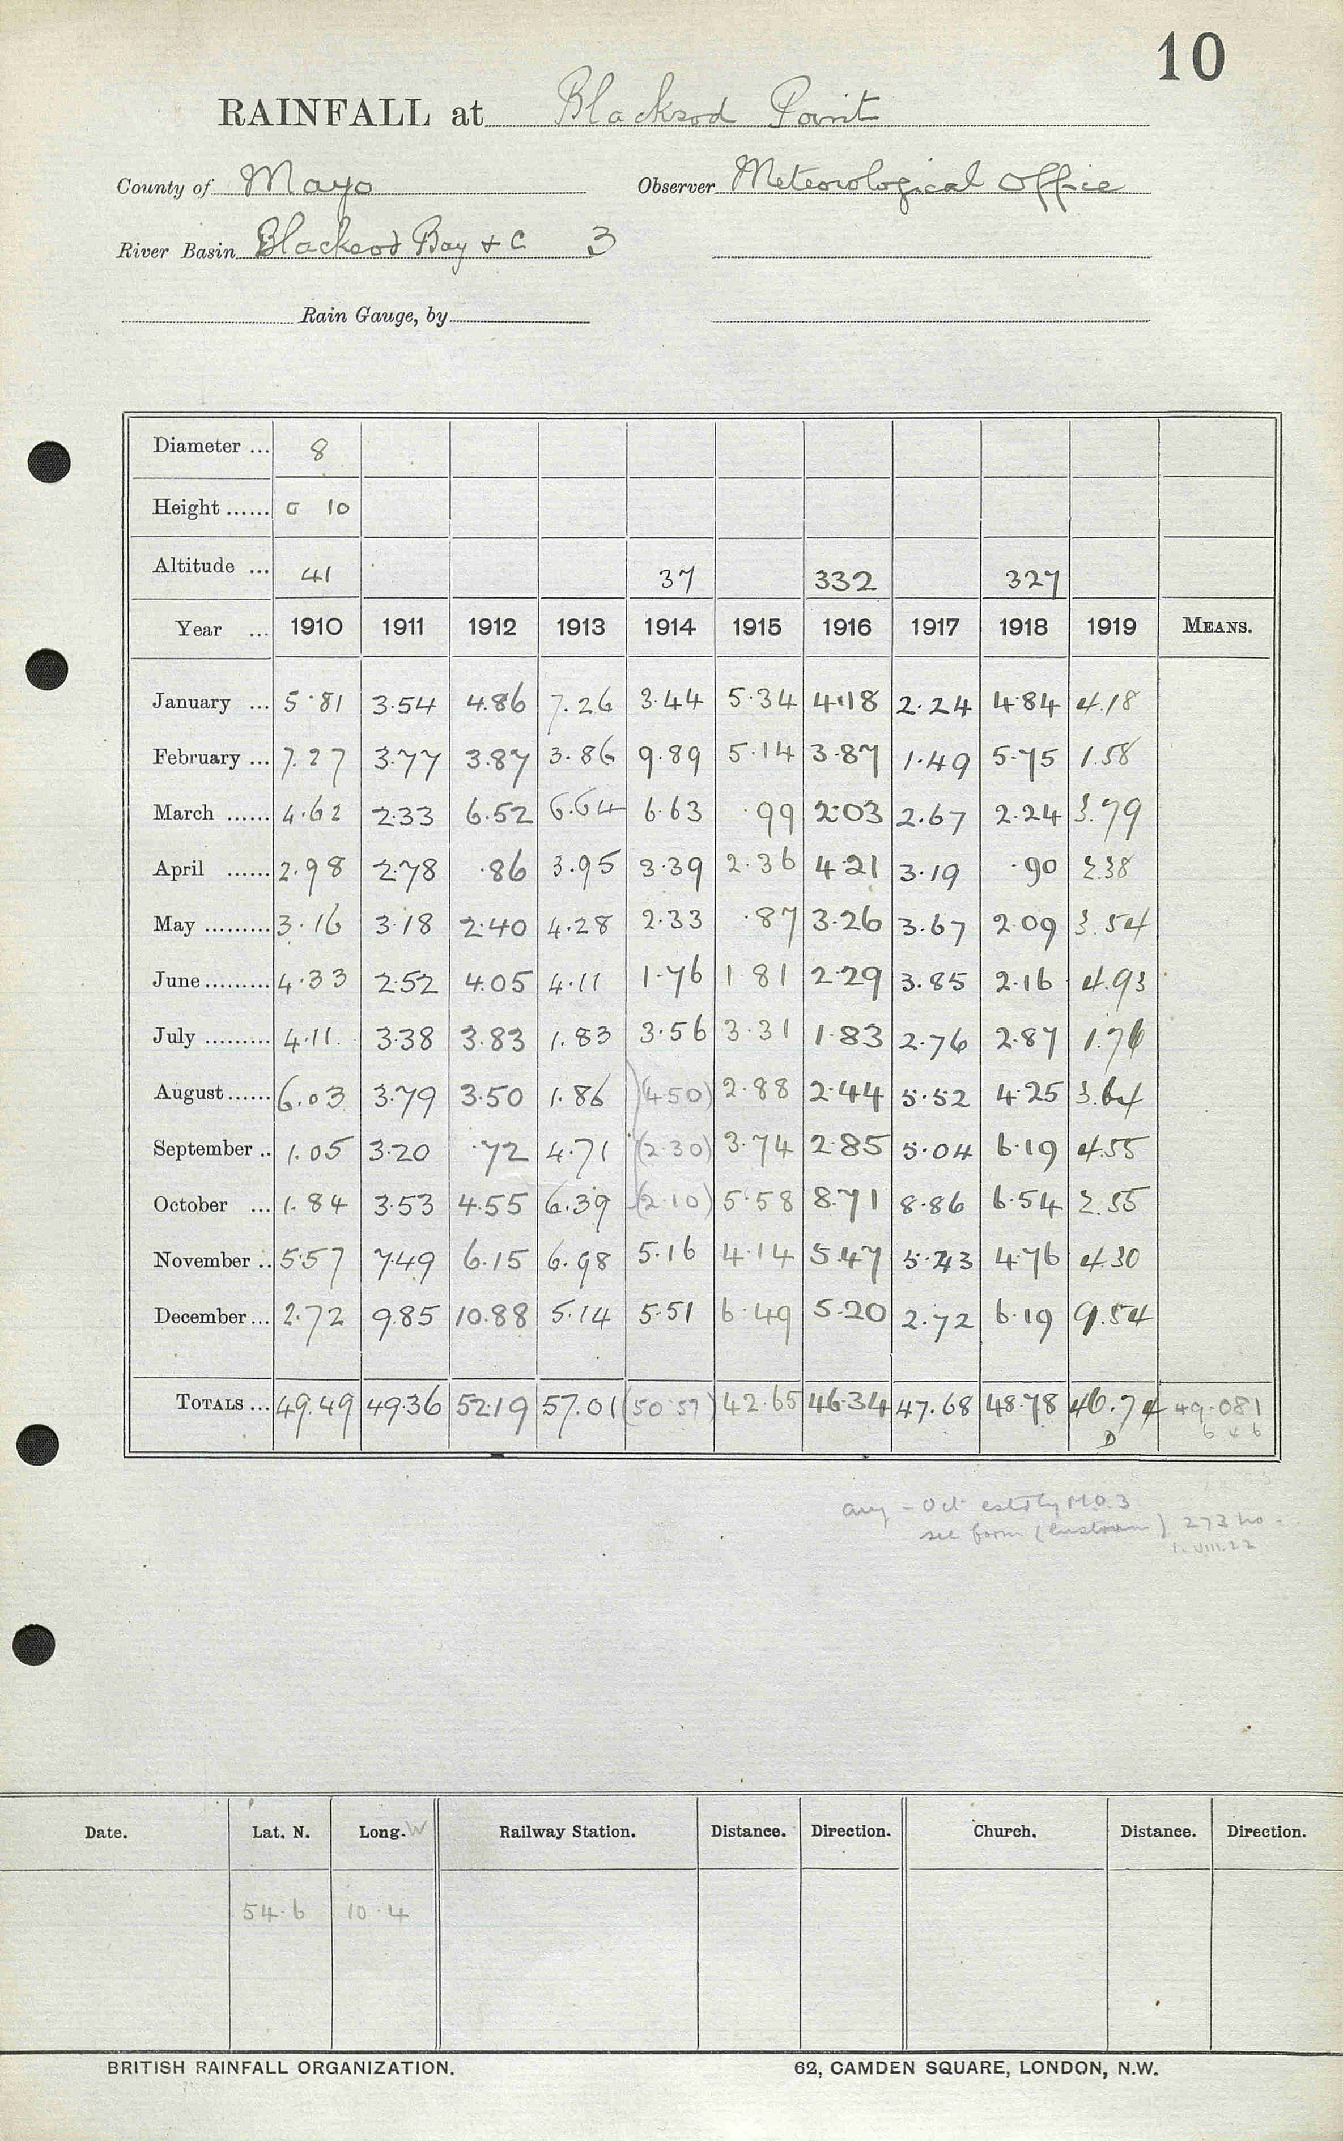 10
RAINFALL at Blacksod Point
County of Mayo Observer Meteorological Office
River Basin Blacksod Bay & C 3
Rain Gauge, by
Diameter ... 8
Height ...... 0 10
Altitude ... 41 37 332 327
Year ... 1910 1911 1912 1913 1914 1915 1916 1917 1918 1919 MEANS.
January ... 5.81 3.54 4.86 7.26 3.44 5.34 4.18 2.24 4.84 4.18
February ... 7.27 3.77 3.87 3.86 9.89 5.14 3.87 1.49 5.75 1.58
March ...... 4.62 2.33 6.52 6.64 6.63 .99 2.03 2.67 2.24 3.79
April ...... 2.98 2.78 .86 3.95 3.39 2.36 4.21 3.19 .90 2.38
May ......... 3.16 3.18 2.40 4.28 2.33 .87 3.26 3.67 2.09 3.54
June ......... 4.33 2.52 4.05 4.11 1.76 1 81 2.29 3.85 2.16 4.93
July ......... 4.11 3.38 3.83 1.83 3.56 3.31 1.83 2.76 2.87 1.76
August ...... 6.03 3.79 3.50 1.86 (4.50) 2.88 2.44 5.52 4.25 3.64
September .. 1.05 3.20 .72 4.71 (2.30) 3.74 2.85 5.04 6.19 4.55
October ... 1.84 3.53 4.55 6.39 (2.10) 5.58 8.71 8.86 6.54 2.55
November .. 5.57 7.49 6.15 6.98 5.16 4.14 5.47 5.43 4.76 4.30
December ... 2.72 9.85 10.88 5.14 5.51 6.49 5.20 2.72 6.19 9.54
TOTALS ... 49.49 49.36 52.19 57.01 (50.57) 42.65 46.34 47.68 48.78 46.74 49.081
D
Aug - Oct estd by M.O.3
see form 273
1.VIII.22
Date. Lat. N. Long. W Railway Station. Distance. Direction. Church. Distance. Direction.
54.6 10.4
BRITISH RAINFALL ORGANIZATION. 62, CAMDEN SQUARE, LONDON, N.W.